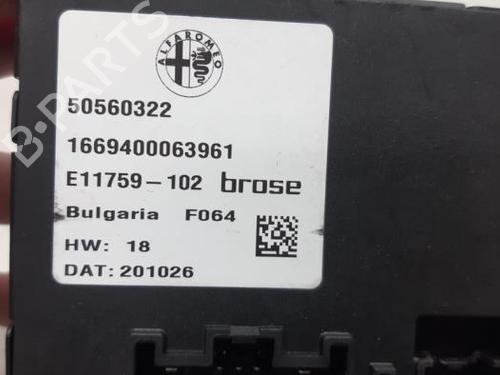 ALFA ROMEO
50560322
1669400063961
E11759-102 brose
Bulgaria F064
HW: 18
DAT: 201026
B-PARTS